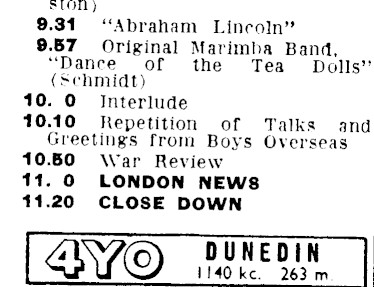 ston)
9.31 "Abraham Lincoln"
9.57 Original Marimba Band,
"Dance of the Tea Dolls"
(Schmidt)
10. 0 Interlude
10.10 Repetition of Talks and
Greetings from Boys Overseas
10.50 War Review
11. 0 LONDON NEWS
11.20 CLOSE DOWN
4YO DUNEDIN
1140 kc. 263 m.